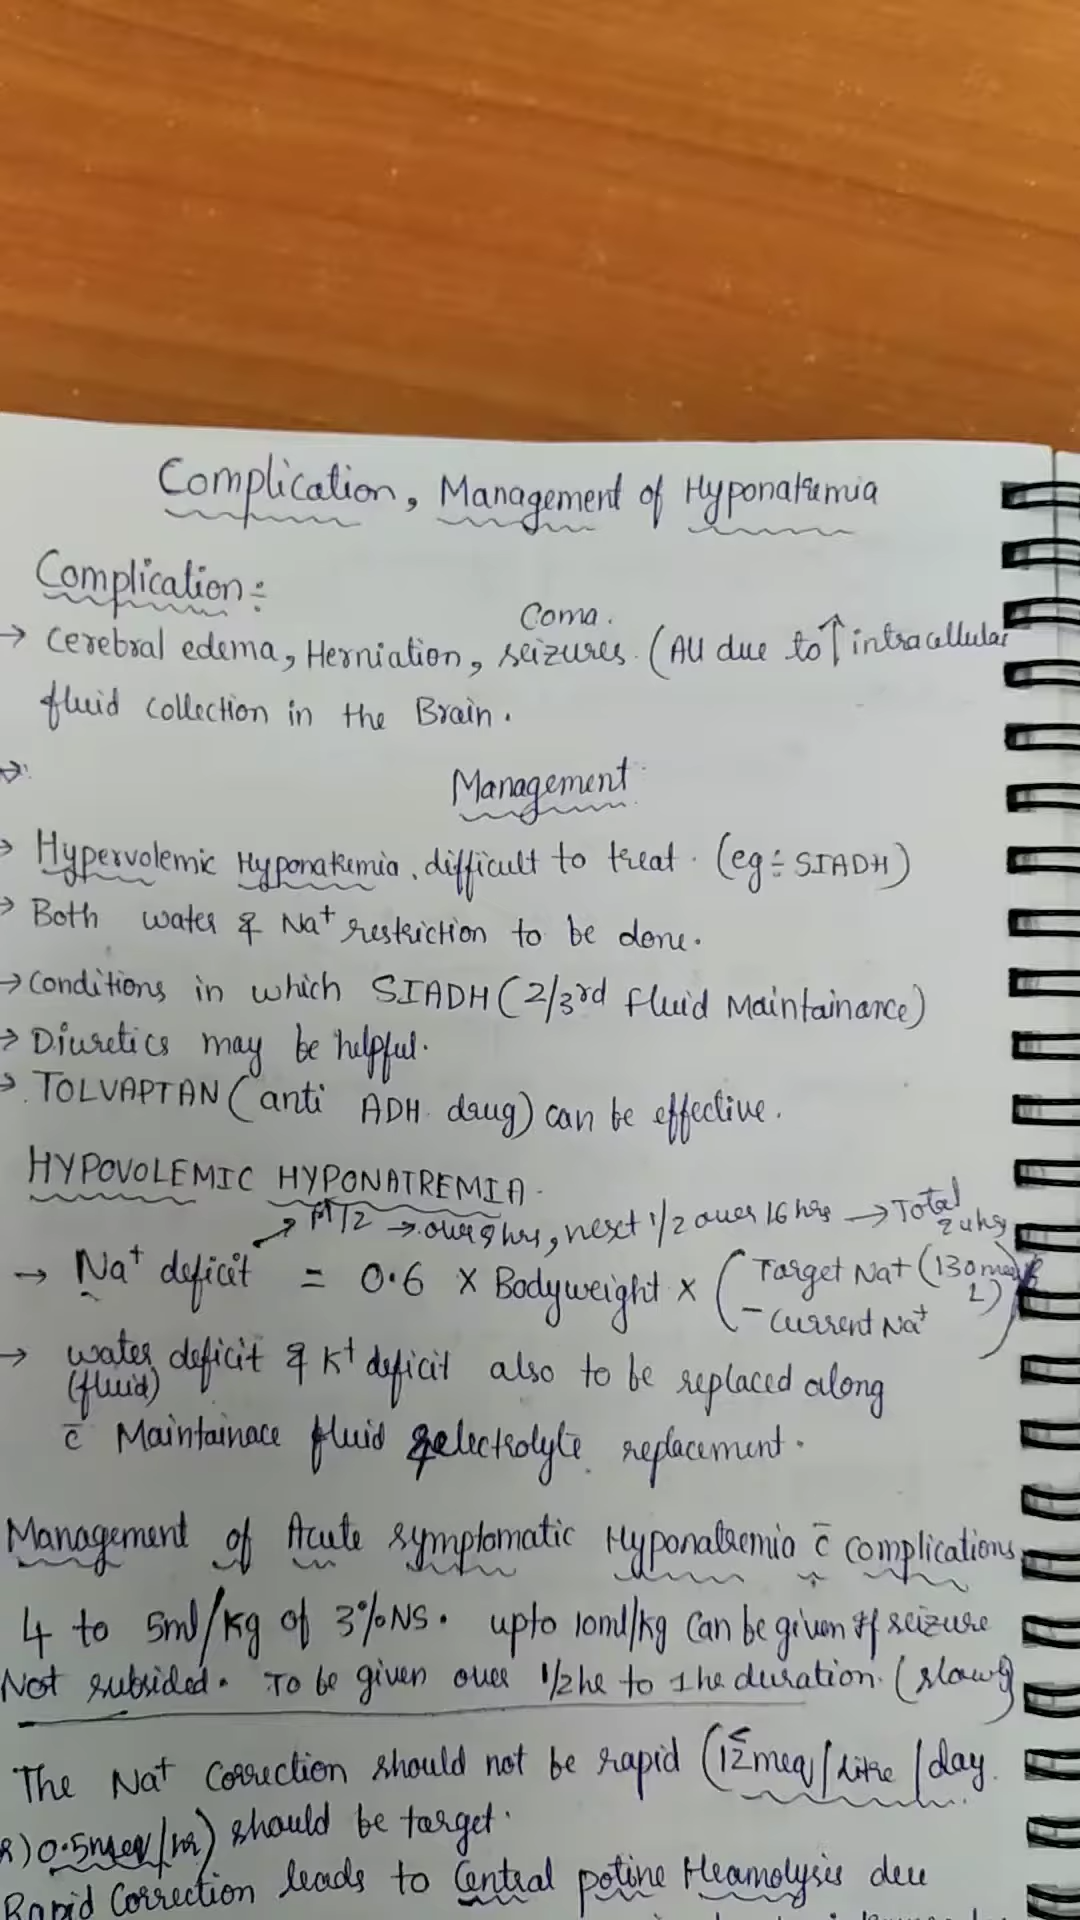 Complication, Management of Hyponatremia
Complication:-
Coma.
→ Cerebral edema, Herniation, seizures. (All due to ↑ intracellular
fluid collection in the Brain.
→
Management
→ Hypervolemic Hyponatremia, difficult to treat. (eg:- SIADH)
→ Both water & Na+ restriction to be done.
→ Conditions in which SIADH (2/3rd fluid Maintainance)
→ Diuretics may be helpful.
→ TOLVAPTAN (anti ADH drug) can be effective.
HYPOVOLEMIC HYPONATREMIA.
1/2 → over 8 hrs, next 1/2 over 16 hrs → Total 24 hrs
→ Na+ deficit = 0.6 × Bodyweight × (Target Na+ (130 meq/L)
- Current Na+)
→ water deficit & K+ deficit also to be replaced along
(fluid)
c̄ Maintainace fluid & electrolyte replacement.
Management of Acute symptomatic Hyponatremia c̄ complications
4 to 5ml/kg of 3% NS. upto 10ml/kg can be given if seizure
Not subsided. To be given over 1/2 hr to 1 hr duration. (slowly)
The Na+ Correction should not be rapid (≤12 meq/litre/day
0.5meq/hr) should be target.
Rapid Correction leads to Central potine Heamolysis due